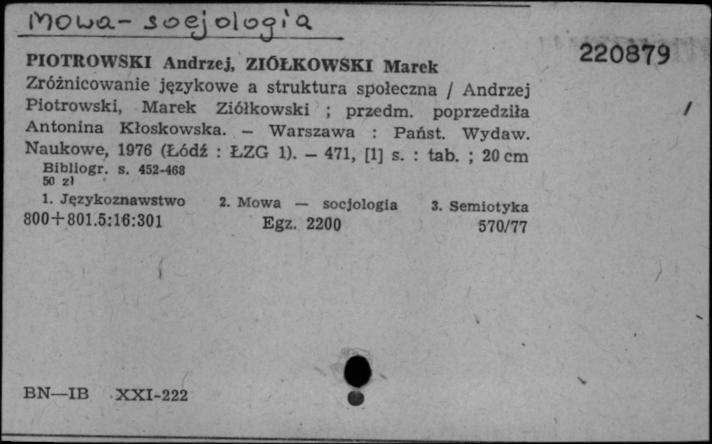 Mowa - socjologia
220879
PIOTROWSKI Andrzej, ZIÓŁKOWSKI Marek
Zróżnicowanie językowe a struktura społeczna / Andrzej
Piotrowski, Marek Ziółkowski ; przedm. poprzedziła
Antonina Kłoskowska. — Warszawa : Państ. Wydaw.
Naukowe, 1976 (Łódź : ŁZG 1). — 471, [1] s. : tab. ; 20 cm
Bibliogr. s. 452-468
50 zł
1. Językoznawstwo 2. Mowa — socjologia 3. Semiotyka
800+801.5:16:301 Egz. 2200 570/77
BN—IB XXI-222